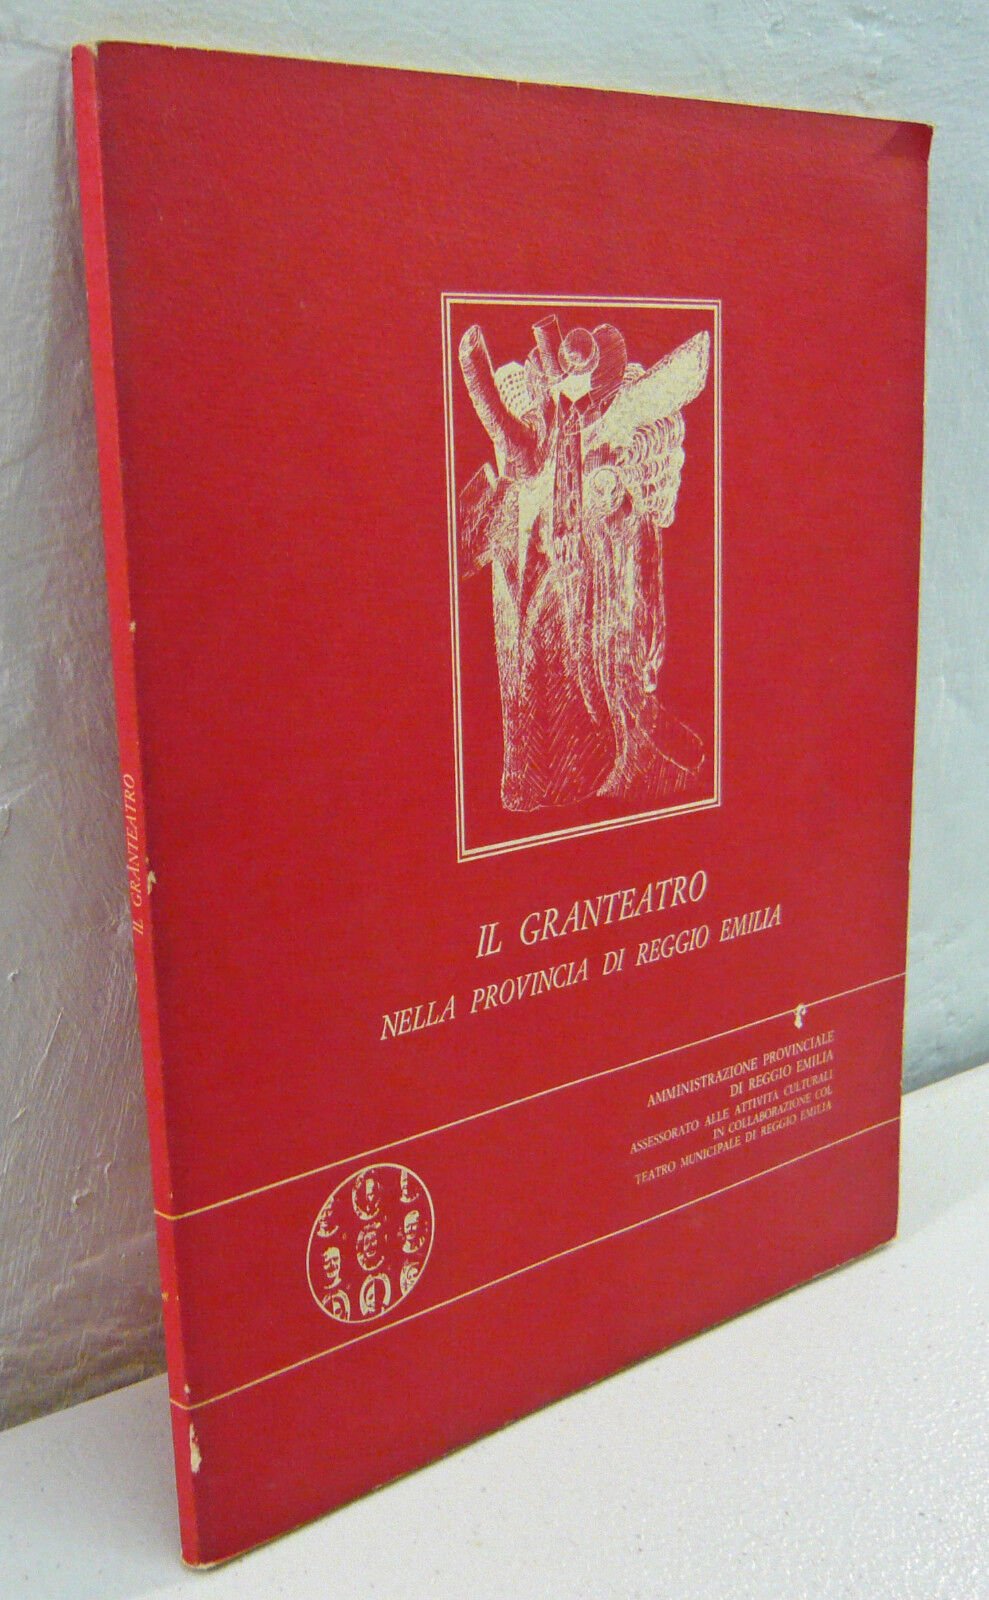 IL GRANTEATRO
IL GRANTEATRO
NELLA PROVINCIA DI REGGIO EMILIA
AMMINISTRAZIONE PROVINCIALE
DI REGGIO EMILIA
ASSESSORATO ALLE ATTIVITÀ CULTURALI
IN COLLABORAZIONE COL
TEATRO MUNICIPALE DI REGGIO EMILIA